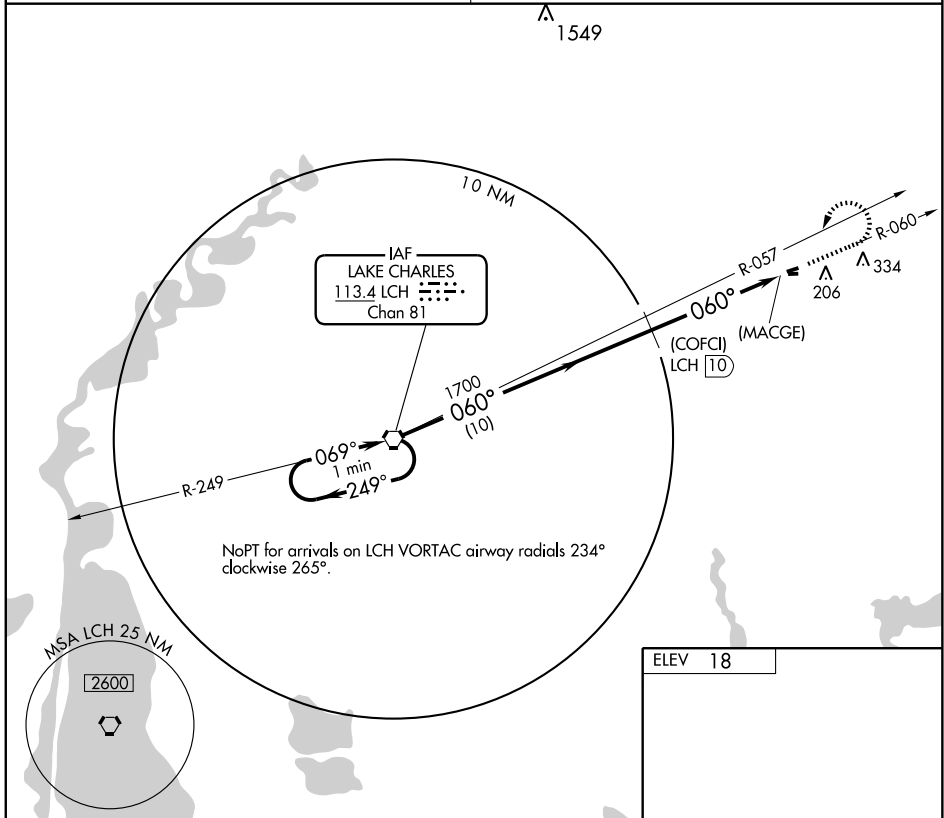 1549
10 NM
IAF
LAKE CHARLES
113.4 LCH
Chan 81
R-057
R-060
334
206
060°
(MACGE)
(COFCI)
LCH 10
1700
060°
(10)
069°
1 min
249°
R-249
NoPT for arrivals on LCH VORTAC airway radials 234°
clockwise 265°.
MSA LCH 25 NM
2600
ELEV 18